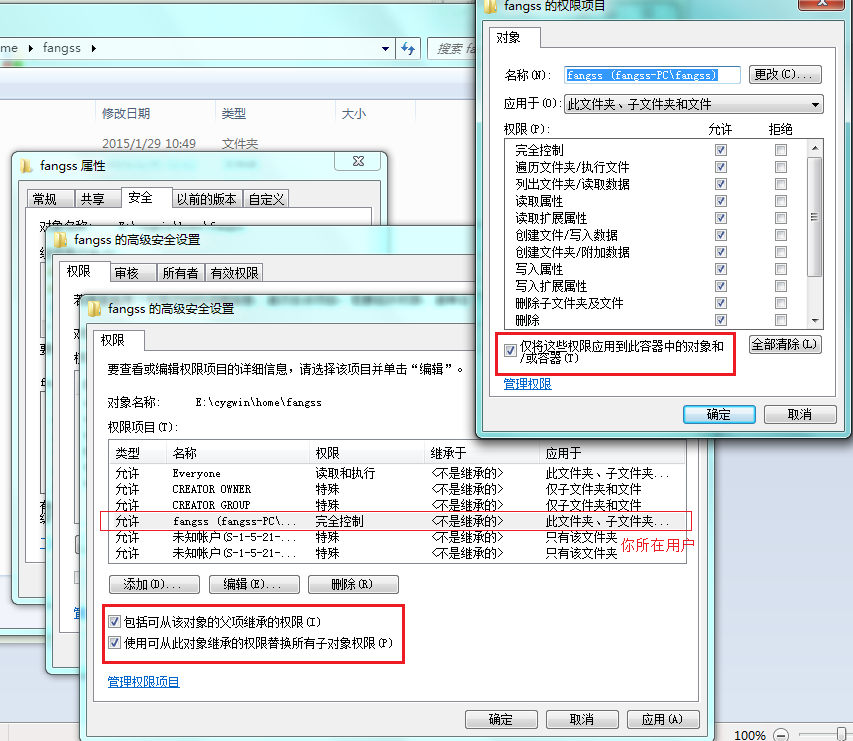 me ▸ fangss ▸
搜索 fa
修改日期 类型 大小
2015/1/29 10:49 文件夹
fangss 属性
常规 共享 安全 以前的版本 自定义
对象名称:
fangss 的高级安全设置
权限 审核 所有者 有效权限
fangss 的高级安全设置
权限
要查看或编辑权限项目的详细信息，请选择该项目并单击“编辑”。
对象名称: E:\cygwin\home\fangss
权限项目(T):
类型 名称 权限 继承于 应用于
允许 Everyone 读取和执行 <不是继承的> 此文件夹、子文件夹...
允许 CREATOR OWNER 特殊 <不是继承的> 仅子文件夹和文件
允许 CREATOR GROUP 特殊 <不是继承的> 仅子文件夹和文件
允许 fangss (fangss-PC\... 完全控制 <不是继承的> 此文件夹、子文件夹...
允许 未知帐户(S-1-5-21-... 特殊 <不是继承的> 只有该文件夹
允许 未知帐户(S-1-5-21-... 特殊 <不是继承的> 只有该文件夹
你所在用户
添加(D)... 编辑(E)... 删除(R)
包括可从该对象的父项继承的权限(I)
使用可从此对象继承的权限替换所有子对象权限(P)
管理权限项目
确定 取消 应用(A)
100%
fangss 的权限项目
对象
名称(N): fangss (fangss-PC\fangss) 更改(C)...
应用于(O): 此文件夹、子文件夹和文件
权限(P): 允许 拒绝
完全控制
遍历文件夹/执行文件
列出文件夹/读取数据
读取属性
读取扩展属性
创建文件/写入数据
创建文件夹/附加数据
写入属性
写入扩展属性
删除子文件夹及文件
删除
仅将这些权限应用到此容器中的对象和
/或容器(T)
全部清除(L)
管理权限
确定 取消